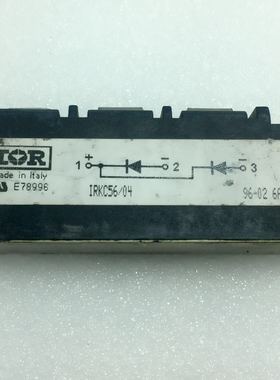 IOR
Made in Italy
E78996
1 + − 2 − 3
IRKC56/04
96-02